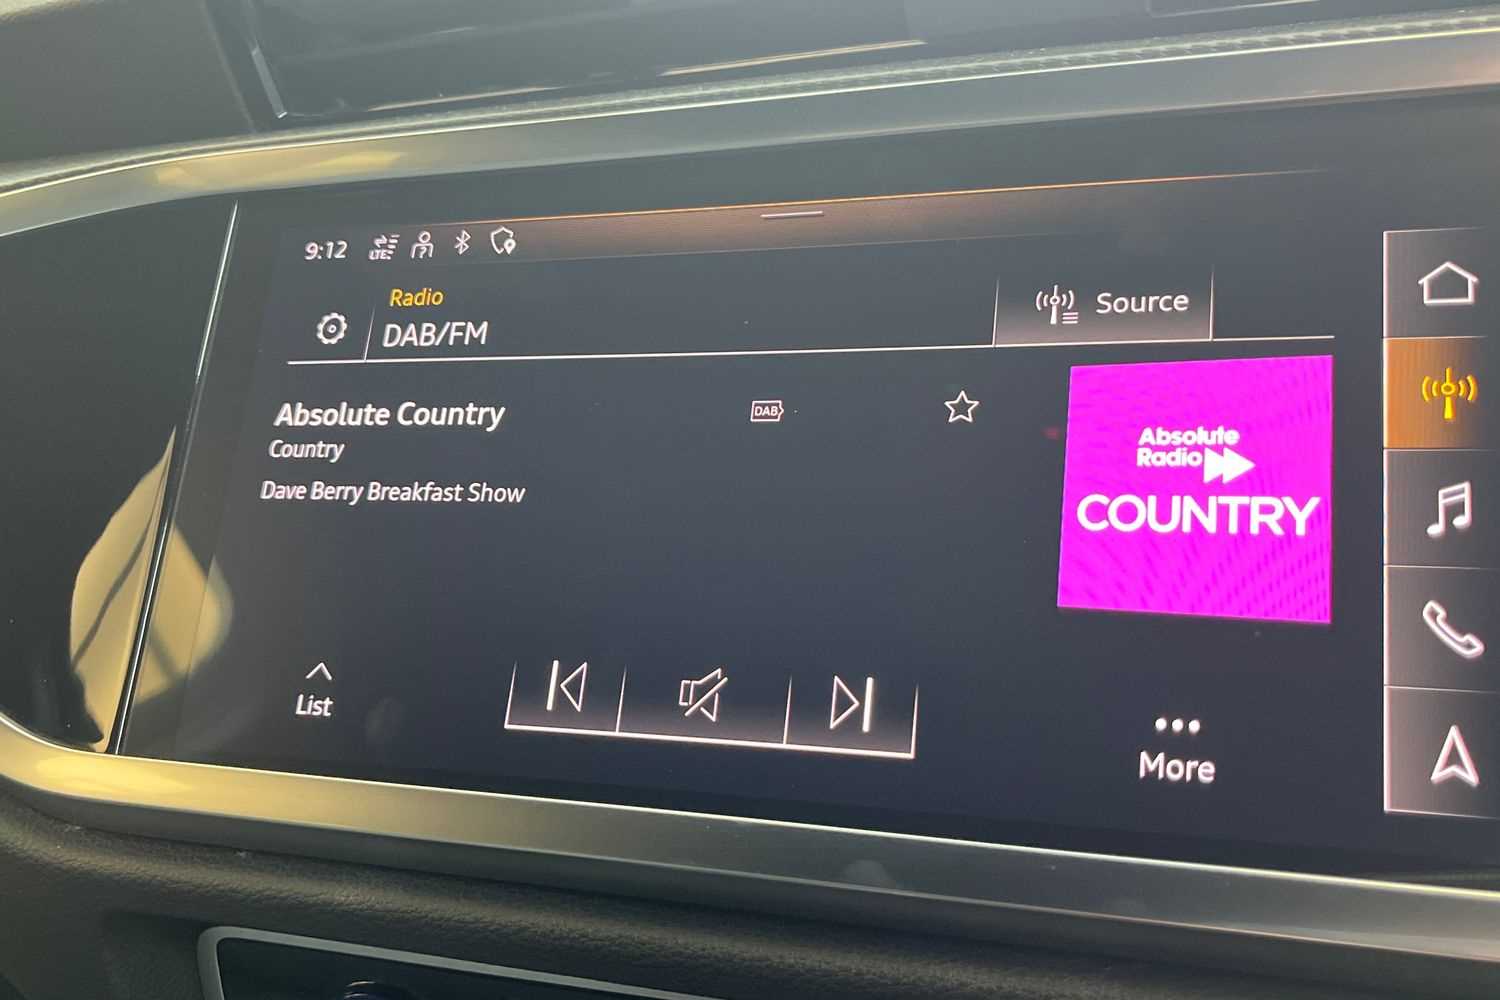 9:12
LTE
Radio
DAB/FM
Source
Absolute Country
DAB
Country
Dave Berry Breakfast Show
Absolute
Radio
COUNTRY
List
More